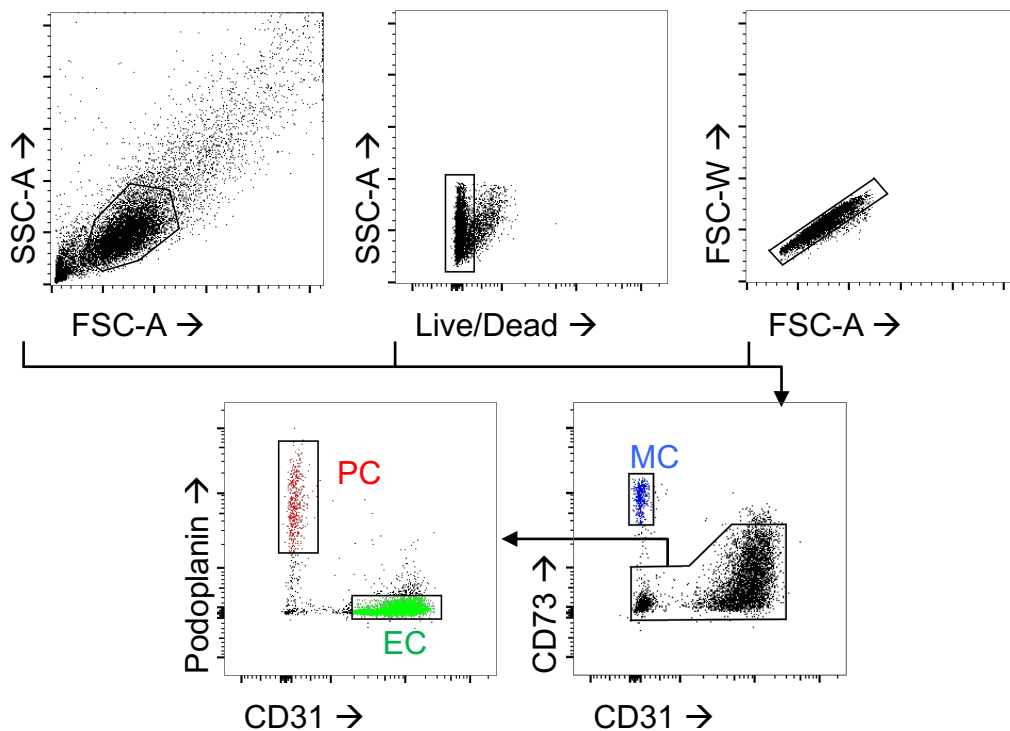 SSC-A →
FSC-A →
SSC-A →
Live/Dead →
FSC-W →
FSC-A →
Podoplanin →
PC
EC
CD31 →
CD73 →
MC
CD31 →